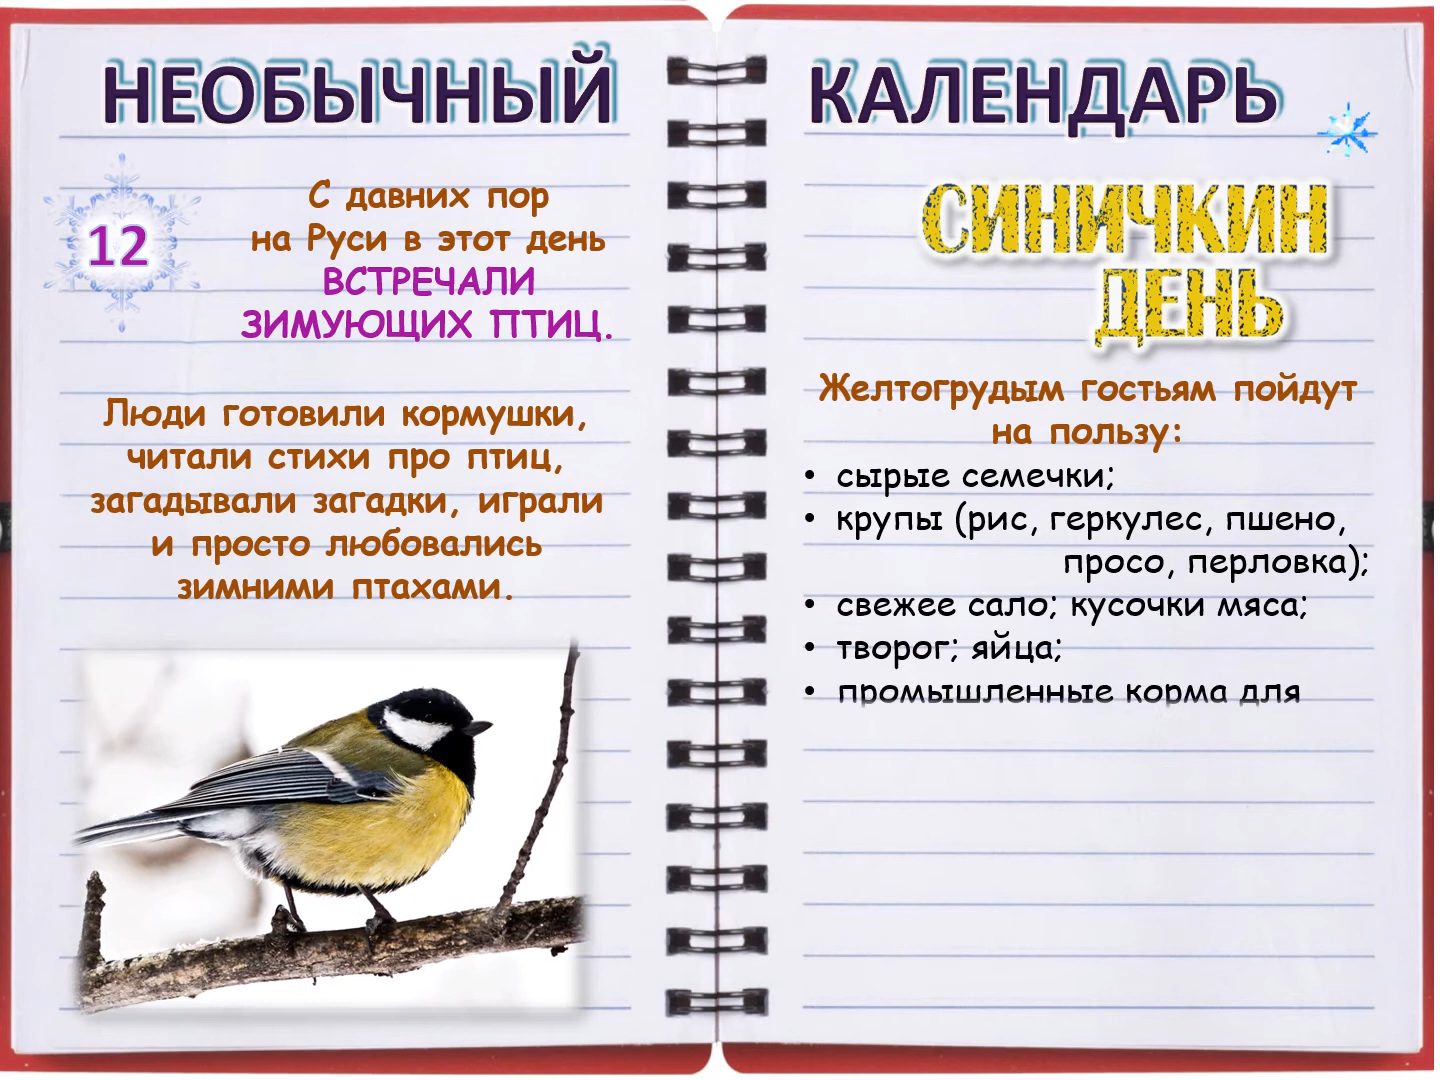 НЕОБЫЧНЫЙ КАЛЕНДАРЬ
12
С давних пор
на Руси в этот день
ВСТРЕЧАЛИ
ЗИМУЮЩИХ ПТИЦ.
Люди готовили кормушки,
читали стихи про птиц,
загадывали загадки, играли
и просто любовались
зимними птахами.
СИНИЧКИН
ДЕНЬ
Желтогрудым гостьям пойдут
на пользу:
• сырые семечки;
• крупы (рис, геркулес, пшено,
просо, перловка);
• свежее сало; кусочки мяса;
• творог; яйца;
• промышленные корма для